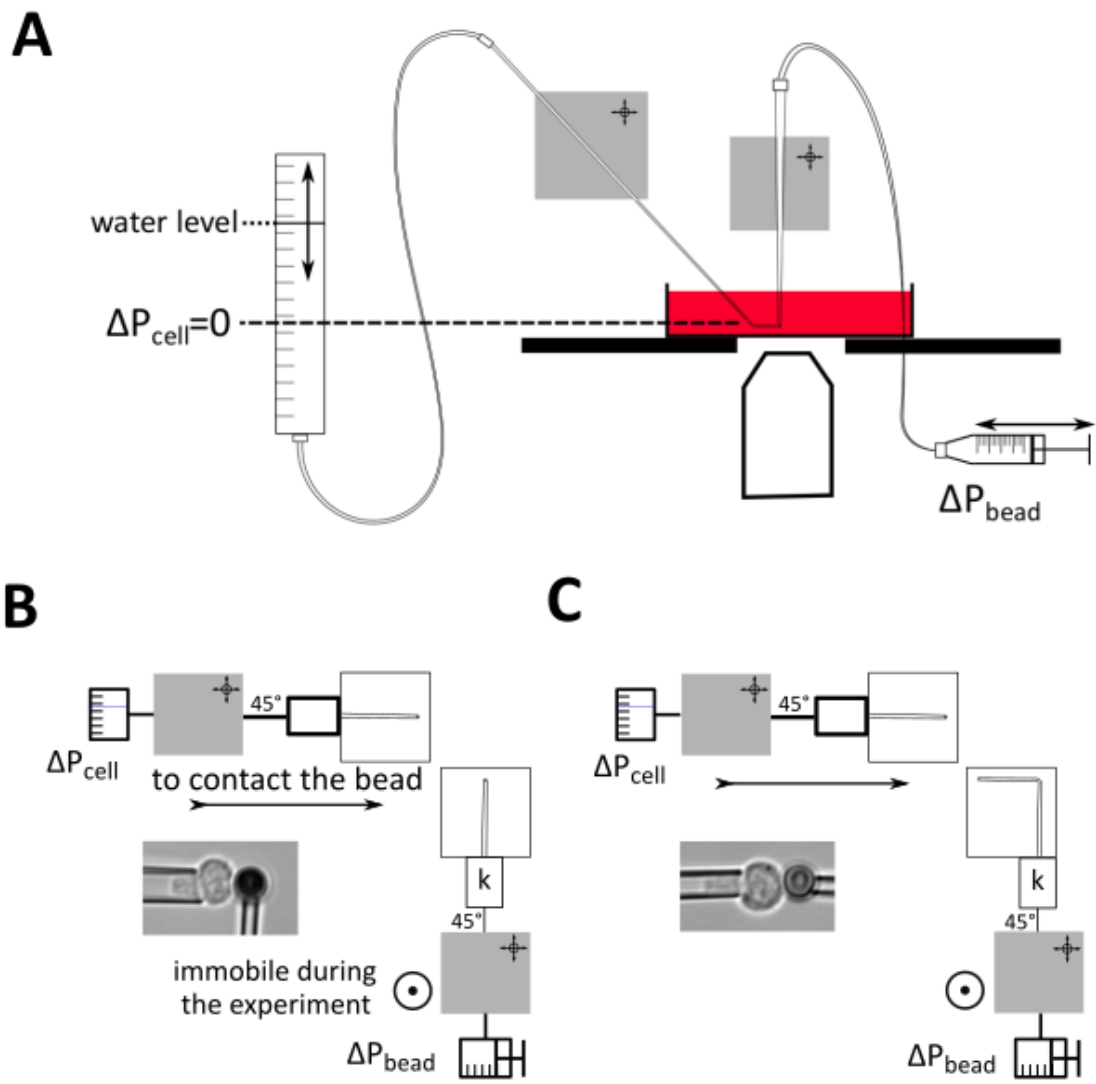 A
water level
ΔPcell=0
ΔPbead
B
45°
ΔPcell
to contact the bead
k
45°
immobile during
the experiment
ΔPbead
C
45°
ΔPcell
k
45°
ΔPbead